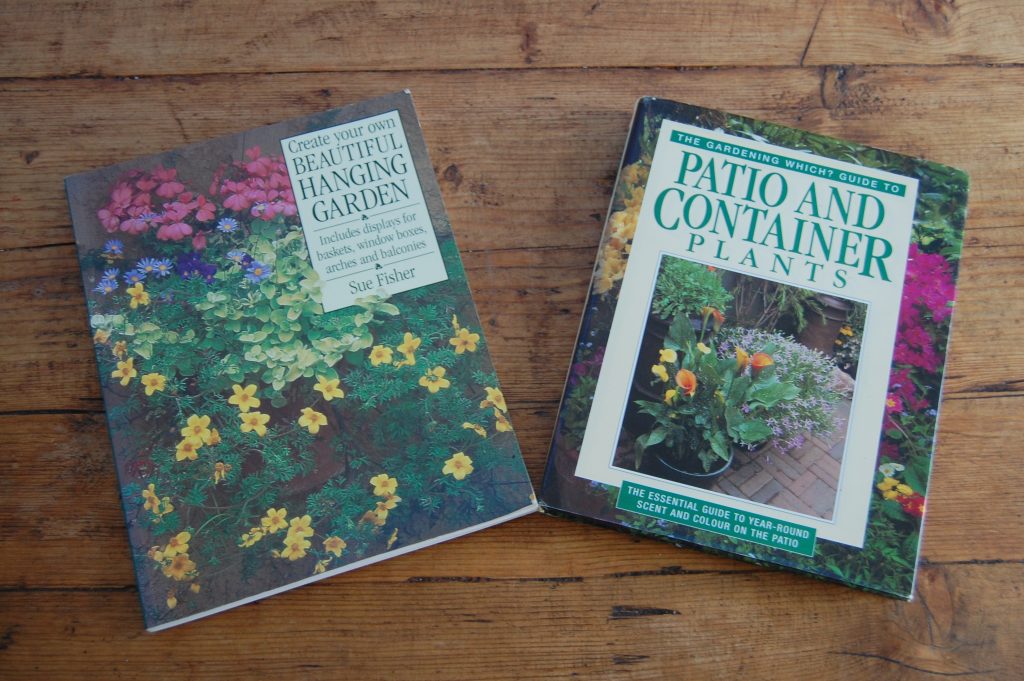 Create your own
BEAUTIFUL
HANGING
GARDEN
Includes displays for
baskets, window boxes,
arches and balconies
Sue Fisher
THE GARDENING WHICH? GUIDE TO
PATIO AND
CONTAINER
PLANTS
THE ESSENTIAL GUIDE TO YEAR-ROUND
SCENT AND COLOUR ON THE PATIO